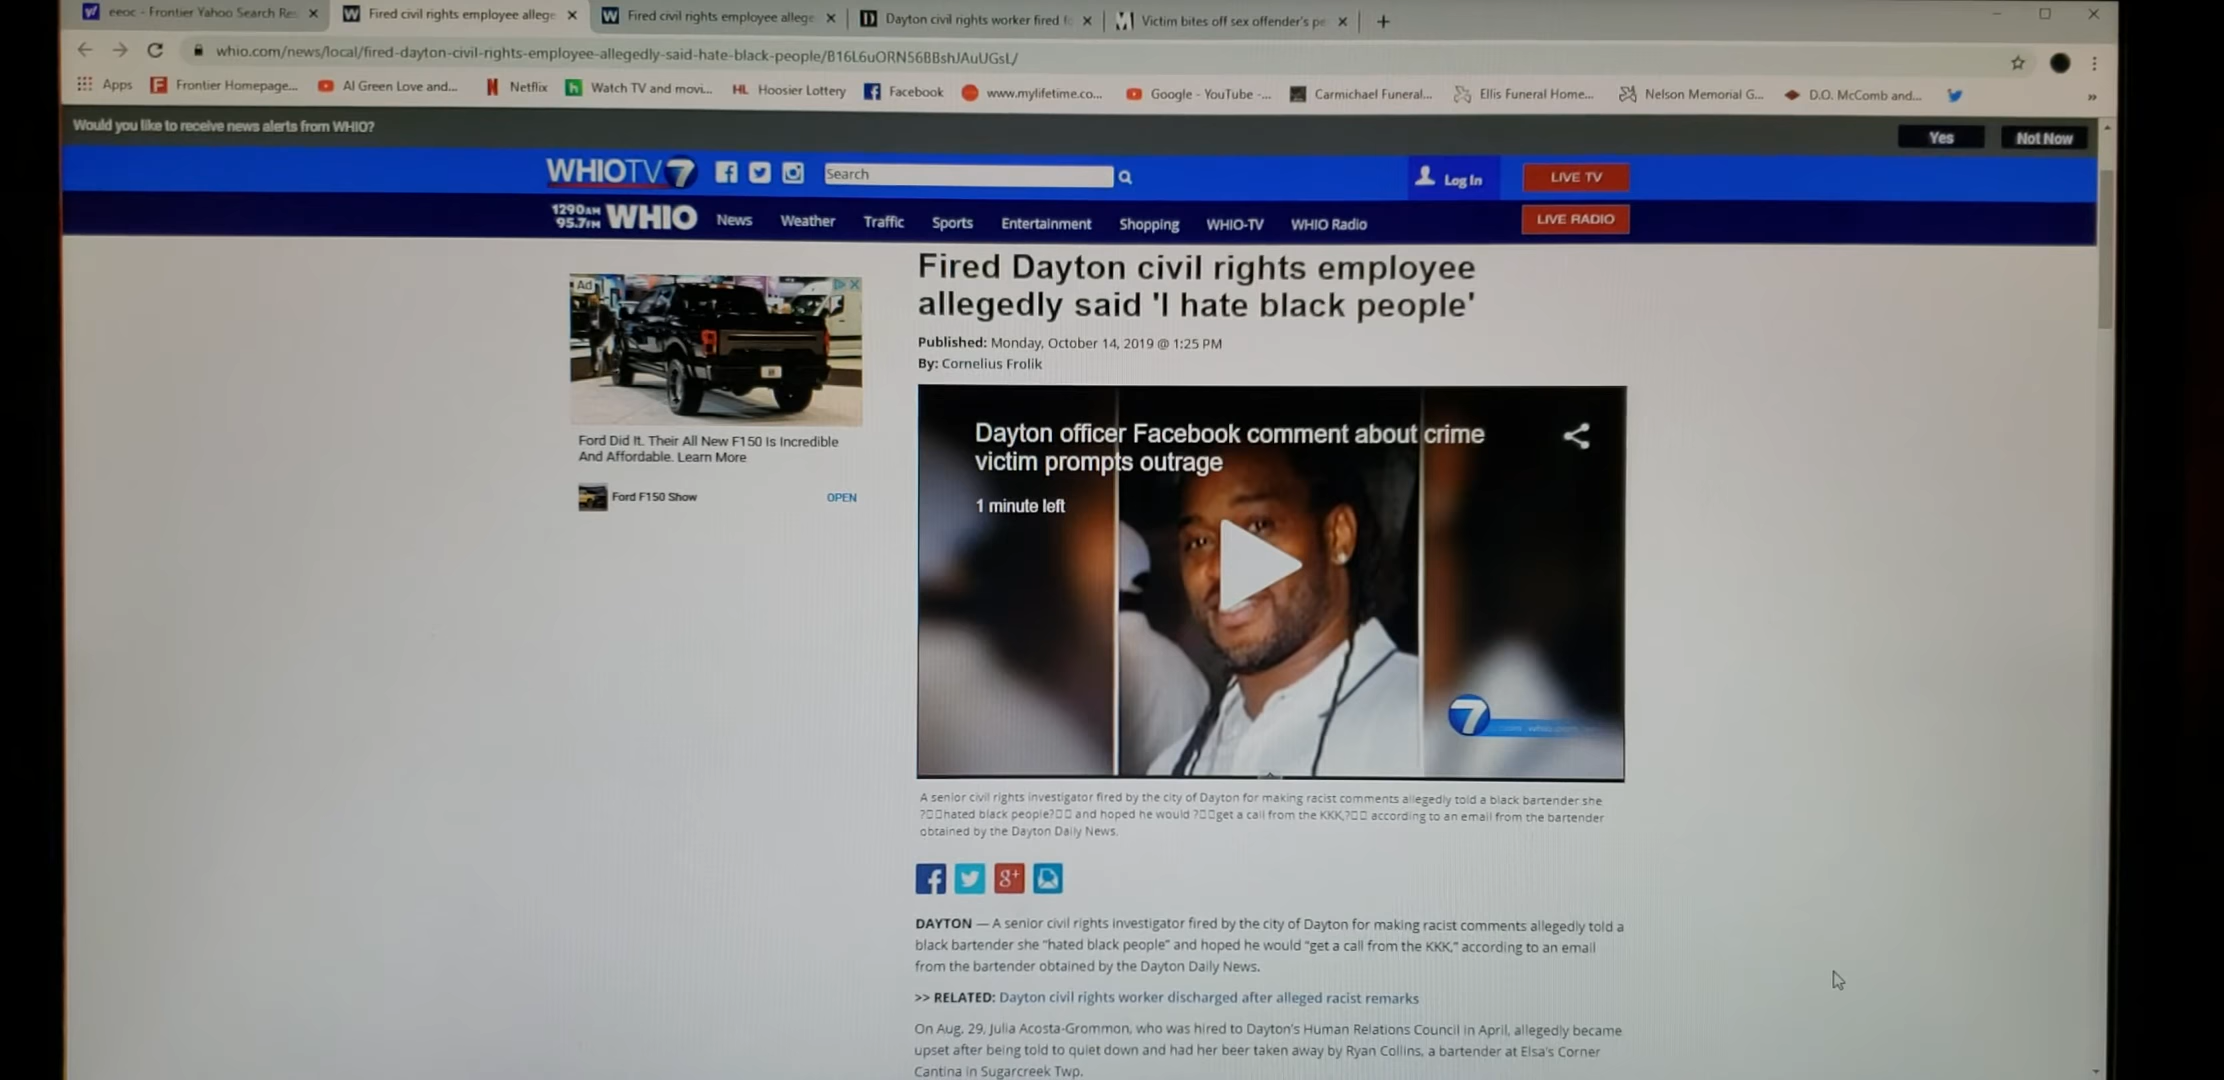 eeoc - Frontier Yahoo Search Res
Fired civil rights employee allege
Fired civil rights employee allege
Dayton civil rights worker fired fo
Victim bites off sex offender's pe
whio.com/news/local/fired-dayton-civil-rights-employee-allegedly-said-hate-black-people/B16L6uORN56BBshJAuUGsL/
Apps
Frontier Homepage...
Al Green Love and...
Netflix
Watch TV and movi...
HL Hoosier Lottery
Facebook
www.mylifetime.co...
Google - YouTube -...
Carmichael Funeral...
Ellis Funeral Home...
Nelson Memorial G...
D.O. McComb and...
»
Would you like to receive news alerts from WHIO?
Yes
Not Now
WHIOTV 7
Search
Log In
LIVE TV
1290AM
95.7FM WHIO
News
Weather
Traffic
Sports
Entertainment
Shopping
WHIO-TV
WHIO Radio
LIVE RADIO
Ad
Ford Did It. Their All New F150 Is Incredible
And Affordable. Learn More
Ford F150 Show
OPEN
Fired Dayton civil rights employee
allegedly said 'I hate black people'
Published: Monday, October 14, 2019 @ 1:25 PM
By: Cornelius Frolik
Dayton officer Facebook comment about crime
victim prompts outrage
1 minute left
7
A senior civil rights investigator fired by the city of Dayton for making racist comments allegedly told a black bartender she
?□□hated black people?□□ and hoped he would ?□□get a call from the KKK,?□□ according to an email from the bartender
obtained by the Dayton Daily News.
DAYTON — A senior civil rights investigator fired by the city of Dayton for making racist comments allegedly told a
black bartender she "hated black people" and hoped he would "get a call from the KKK," according to an email
from the bartender obtained by the Dayton Daily News.
>> RELATED: Dayton civil rights worker discharged after alleged racist remarks
On Aug. 29, Julia Acosta-Grommon, who was hired to Dayton's Human Relations Council in April, allegedly became
upset after being told to quiet down and had her beer taken away by Ryan Collins, a bartender at Elsa's Corner
Cantina in Sugarcreek Twp.